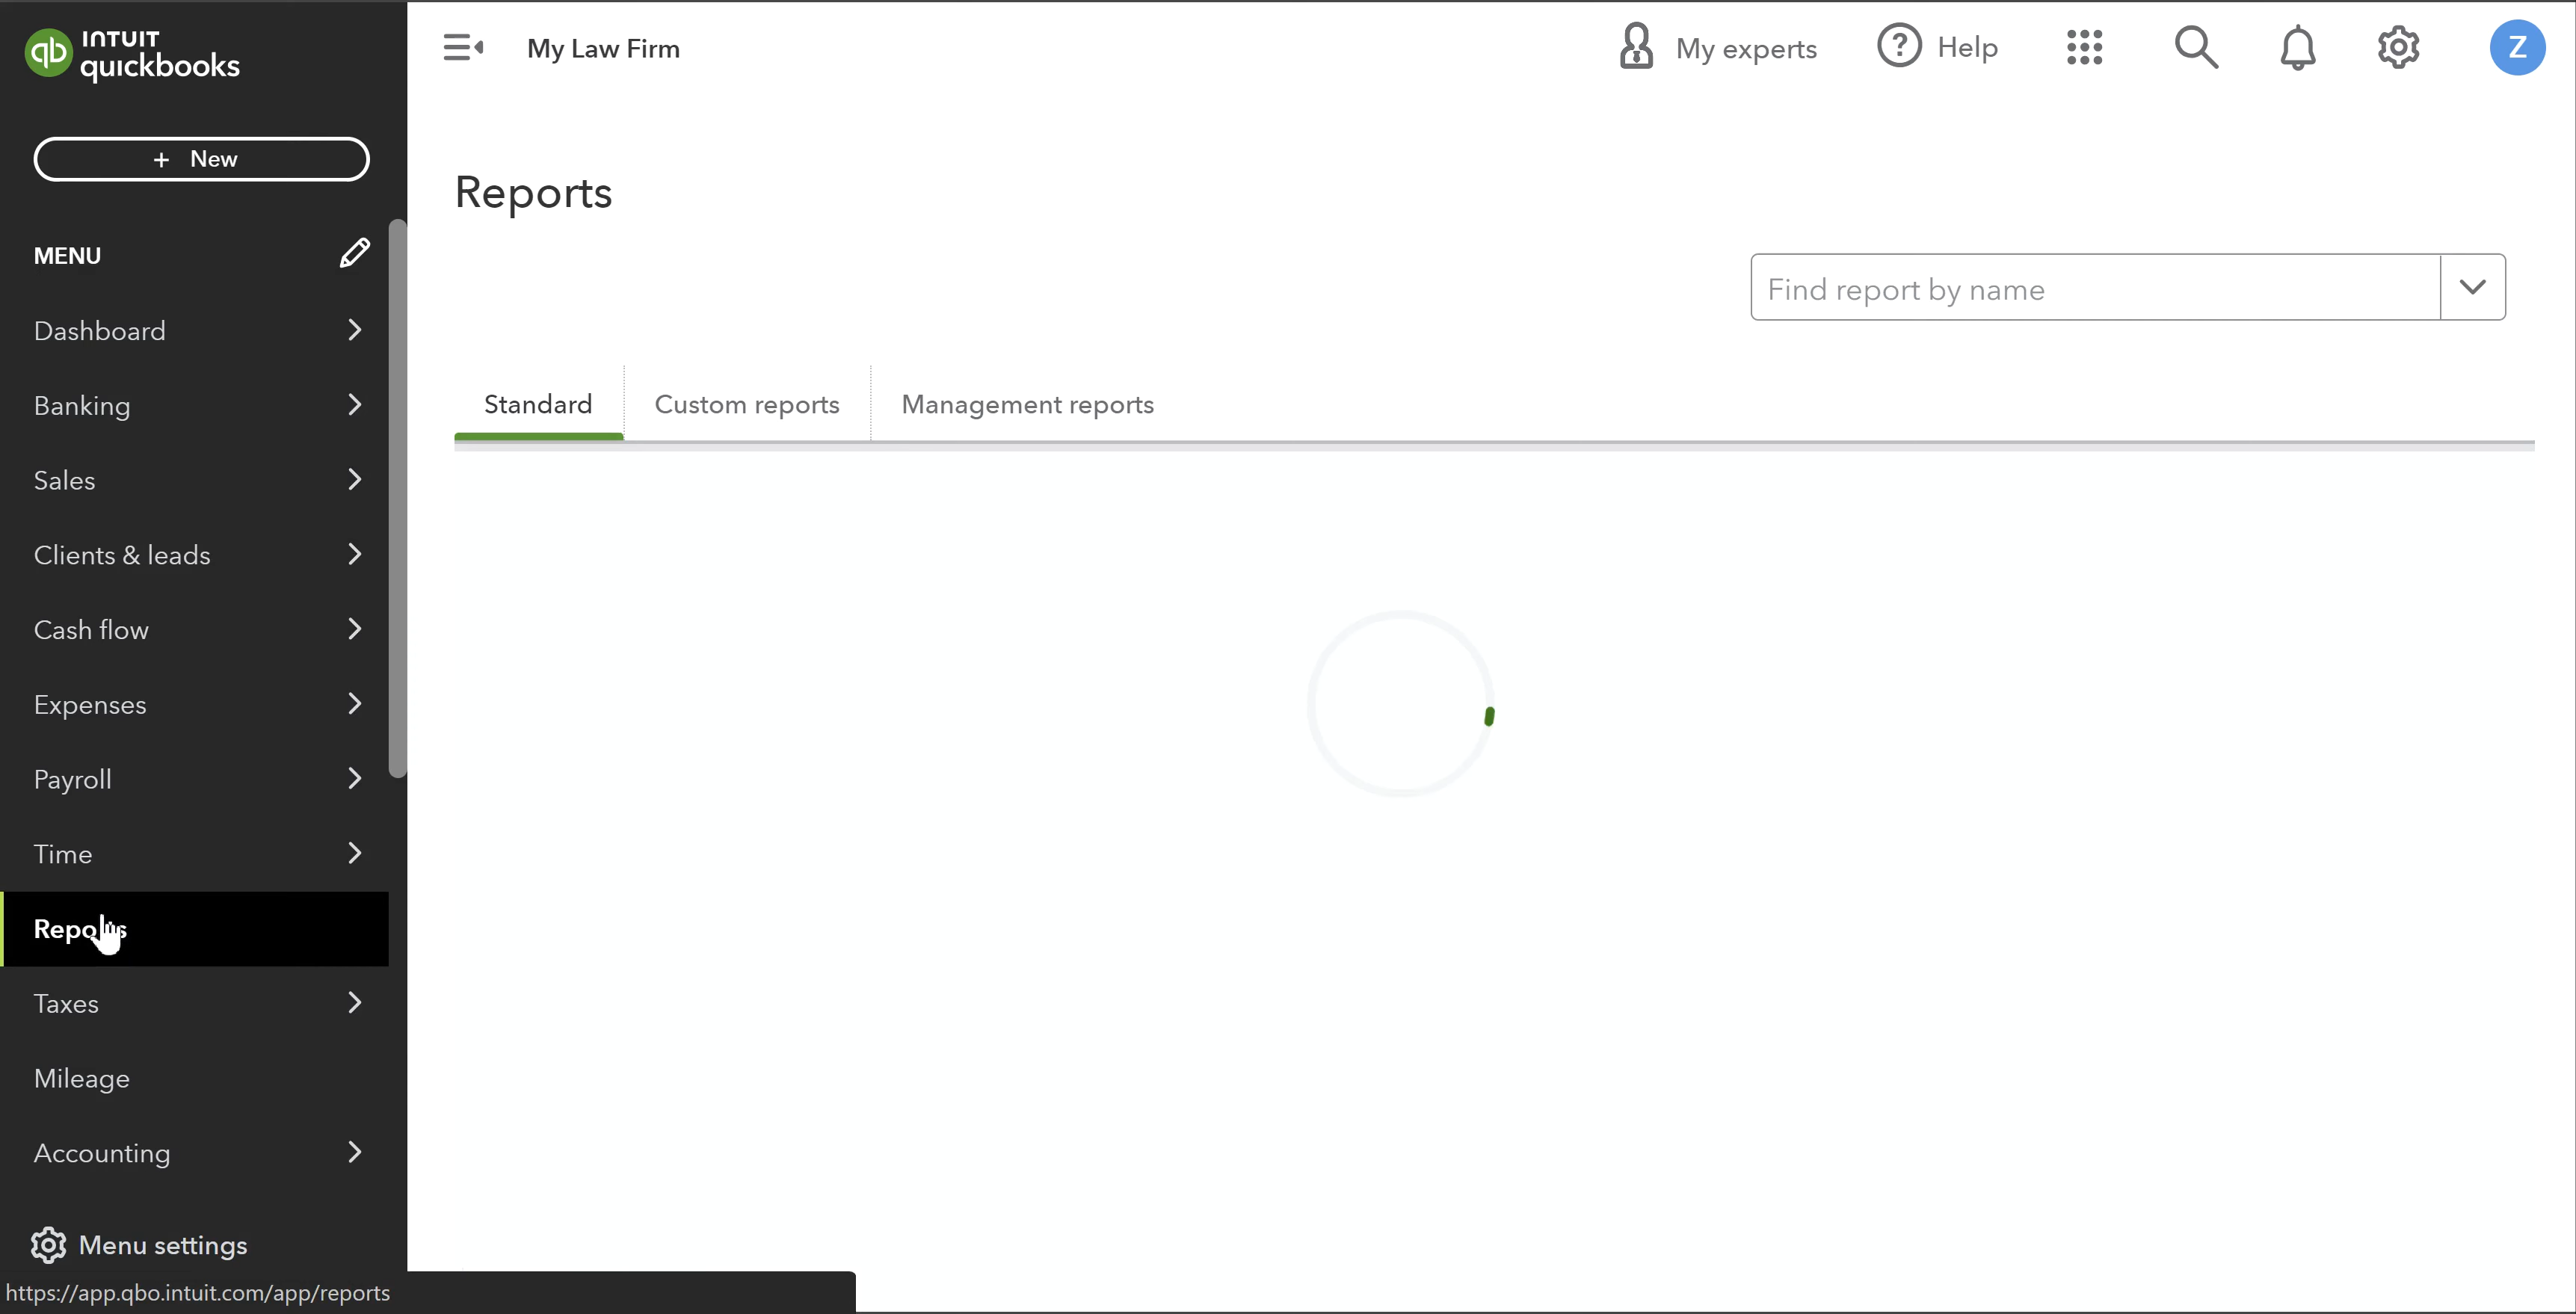 INTUIT
quickbooks
+ New
MENU
Dashboard
Banking
Sales
Clients & leads
Cash flow
Expenses
Payroll
Time
Reports
Taxes
Mileage
Accounting
Menu settings
https://app.qbo.intuit.com/app/reports
My Law Firm
My experts
Help
Z
Reports
Find report by name
Standard
Custom reports
Management reports